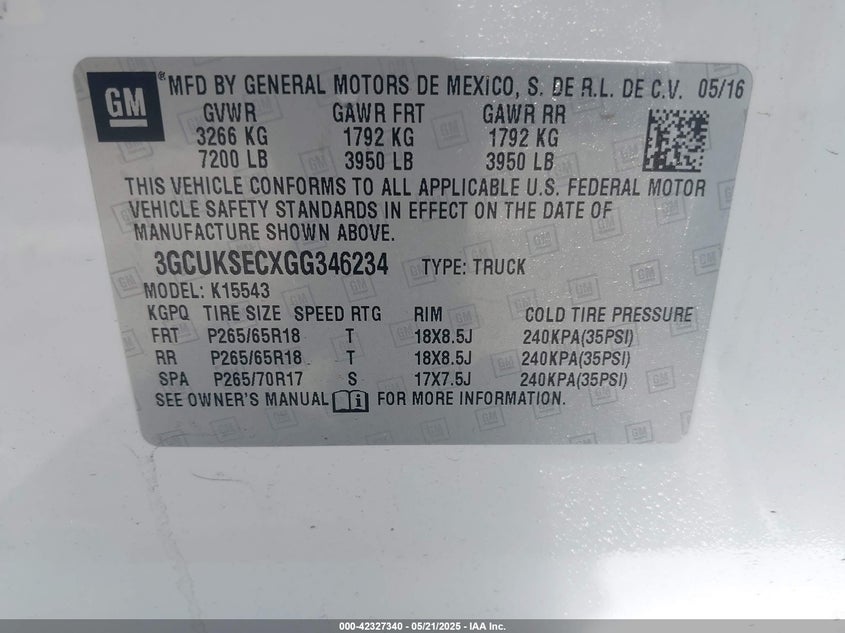 GM ® MFD BY GENERAL MOTORS DE MEXICO, S. DE R.L. DE C.V. 05/16
GVWR GAWR FRT GAWR RR
3266 KG 1792 KG 1792 KG
7200 LB 3950 LB 3950 LB
THIS VEHICLE CONFORMS TO ALL APPLICABLE U.S. FEDERAL MOTOR
VEHICLE SAFETY STANDARDS IN EFFECT ON THE DATE OF
MANUFACTURE SHOWN ABOVE.
3GCUKSECXGG346234 TYPE: TRUCK
MODEL: K15543
KGPQ TIRE SIZE SPEED RTG RIM COLD TIRE PRESSURE
FRT P265/65R18 T 18X8.5J 240KPA(35PSI)
RR P265/65R18 T 18X8.5J 240KPA(35PSI)
SPA P265/70R17 S 17X7.5J 240KPA(35PSI)
SEE OWNER'S MANUAL i FOR MORE INFORMATION.
000-42327340 - 05/21/2025 - IAA Inc.